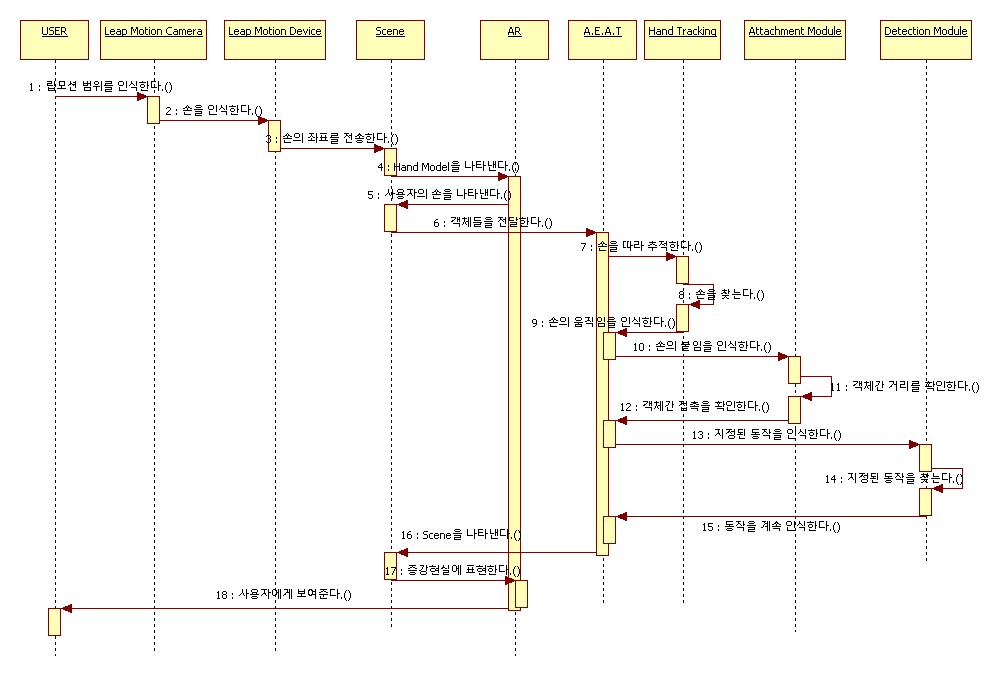 USER
Leap Motion Camera
Leap Motion Device
Scene
AR
A.E.A.T
Hand Tracking
Attachment Module
Detection Module
1 : 립모션 범위를 인식한다.()
2 : 손을 인식한다.()
3 : 손의 좌표를 전송한다.()
4 : Hand Model을 나타낸다.()
5 : 사용자의 손을 나타낸다.()
6 : 객체들을 전달한다.()
7 : 손을 따라 추적한다.()
8 : 손을 찾는다.()
9 : 손의 움직임을 인식한다.()
10 : 손의 붙임을 인식한다.()
11 : 객체간 거리를 확인한다.()
12 : 객체간 접촉을 확인한다.()
13 : 지정된 동작을 인식한다.()
14 : 지정된 동작을 찾는다.()
15 : 동작을 계속 인식한다.()
16 : Scene을 나타낸다.()
17 : 증강현실에 표현한다.()
18 : 사용자에게 보여준다.()